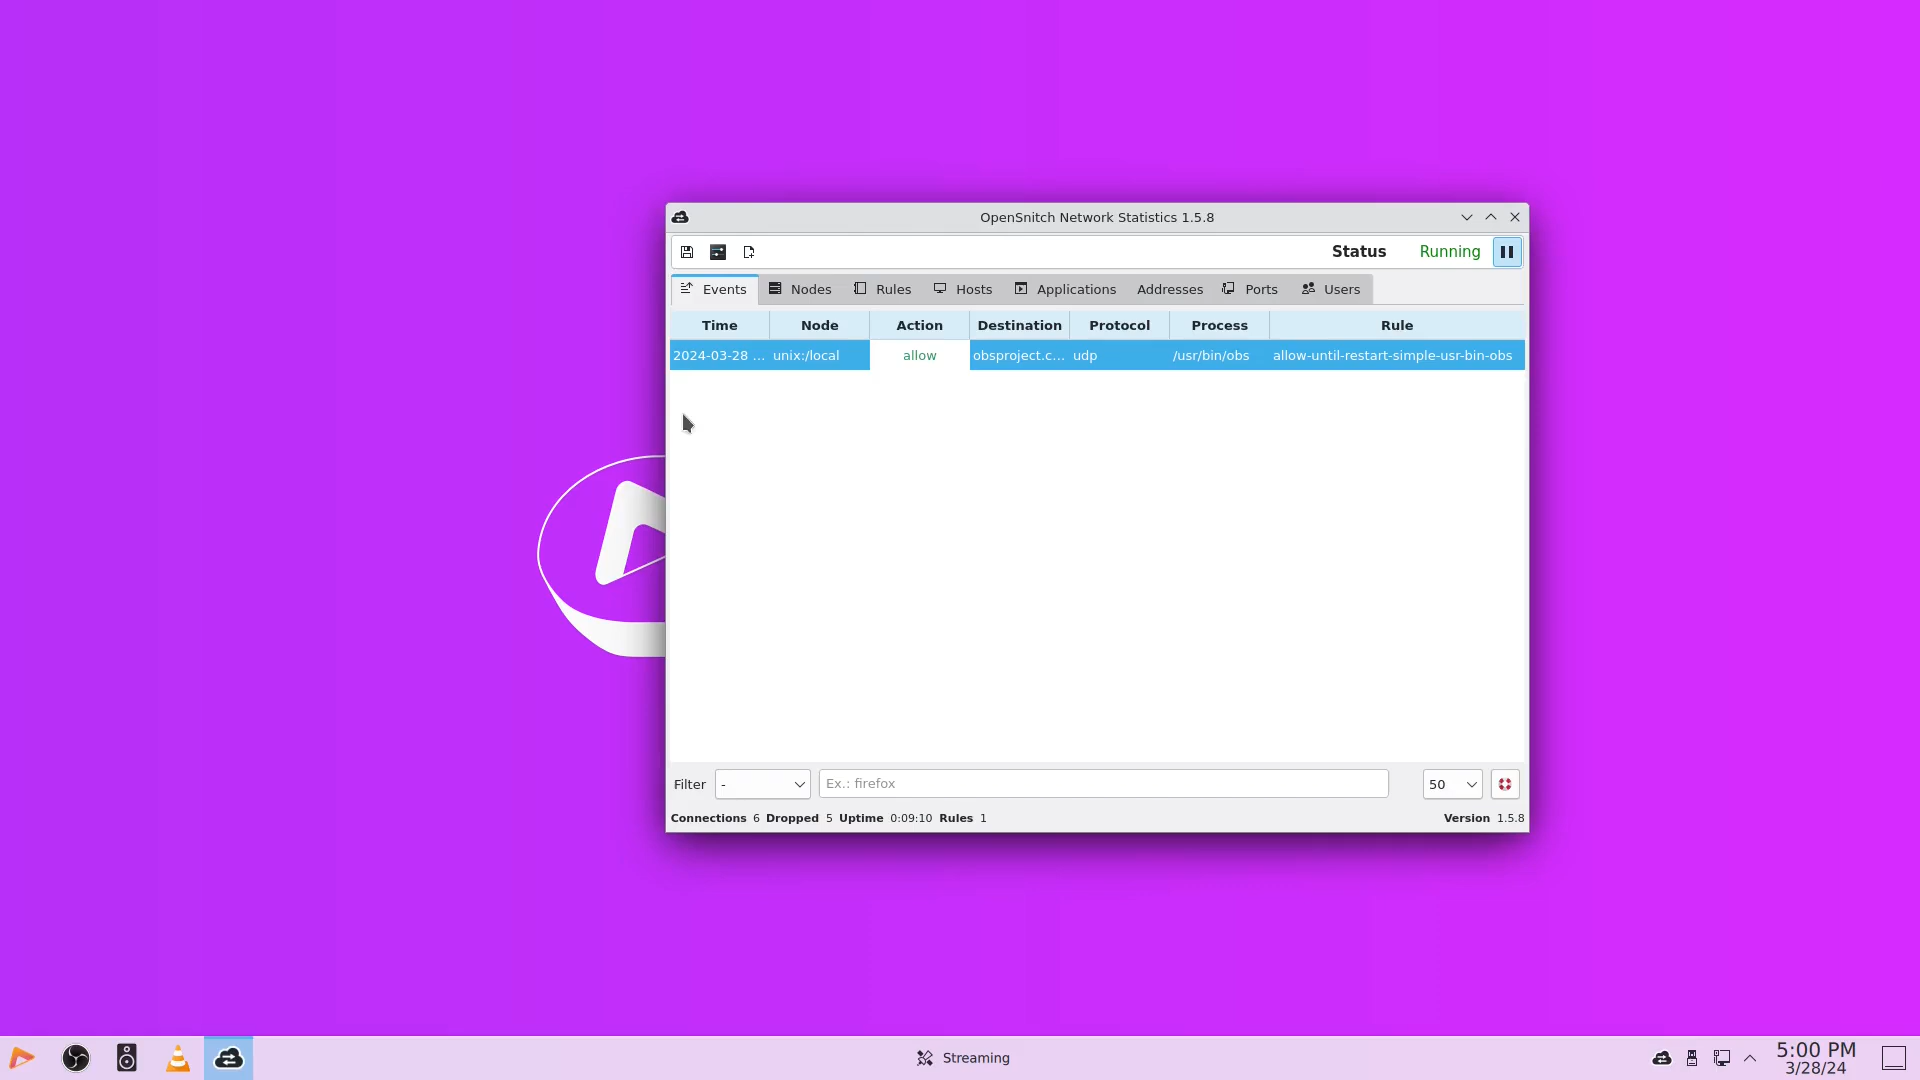 OpenSnitch Network Statistics 1.5.8
Status Running
Events Nodes Rules Hosts Applications Addresses Ports Users
Time Node Action Destination Protocol Process Rule
2024-03-28 ... unix:/local allow obsproject.c... udp /usr/bin/obs allow-until-restart-simple-usr-bin-obs
Filter - Ex.: firefox 50
Connections 6 Dropped 5 Uptime 0:09:10 Rules 1 Version 1.5.8
Streaming
5:00 PM
3/28/24